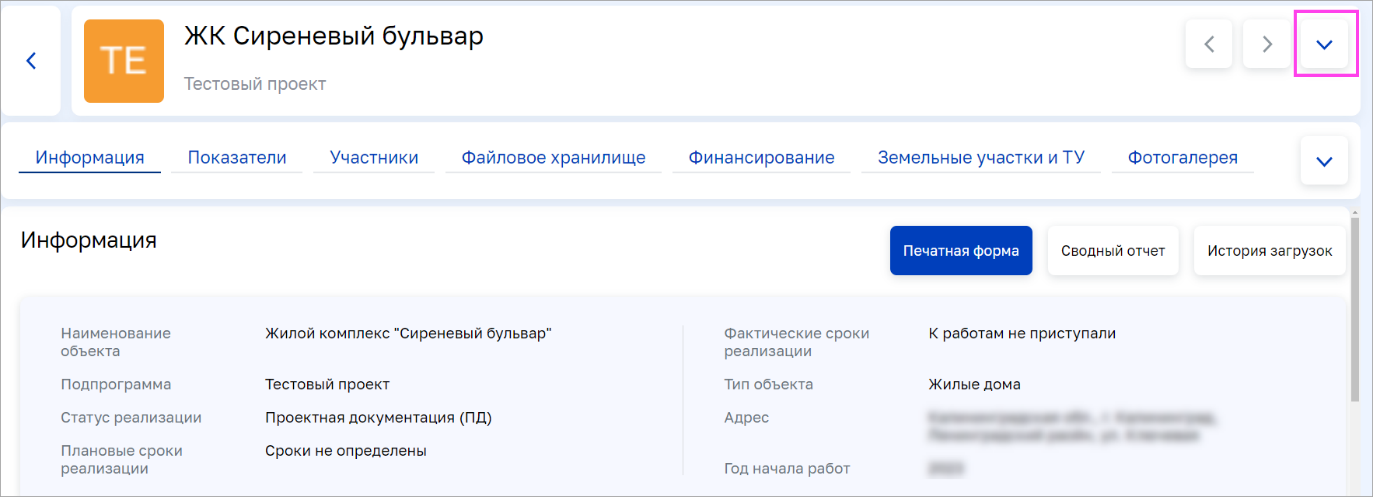 ТЕ
ЖК Сиреневый бульвар
Тестовый проект
Информация Показатели Участники Файловое хранилище Финансирование Земельные участки и ТУ Фотогалерея
Информация
Печатная форма Сводный отчет История загрузок
Наименование объекта
Жилой комплекс "Сиреневый бульвар"
Подпрограмма
Тестовый проект
Статус реализации
Проектная документация (ПД)
Плановые сроки реализации
Сроки не определены
Фактические сроки реализации
К работам не приступали
Тип объекта
Жилые дома
Адрес
Год начала работ